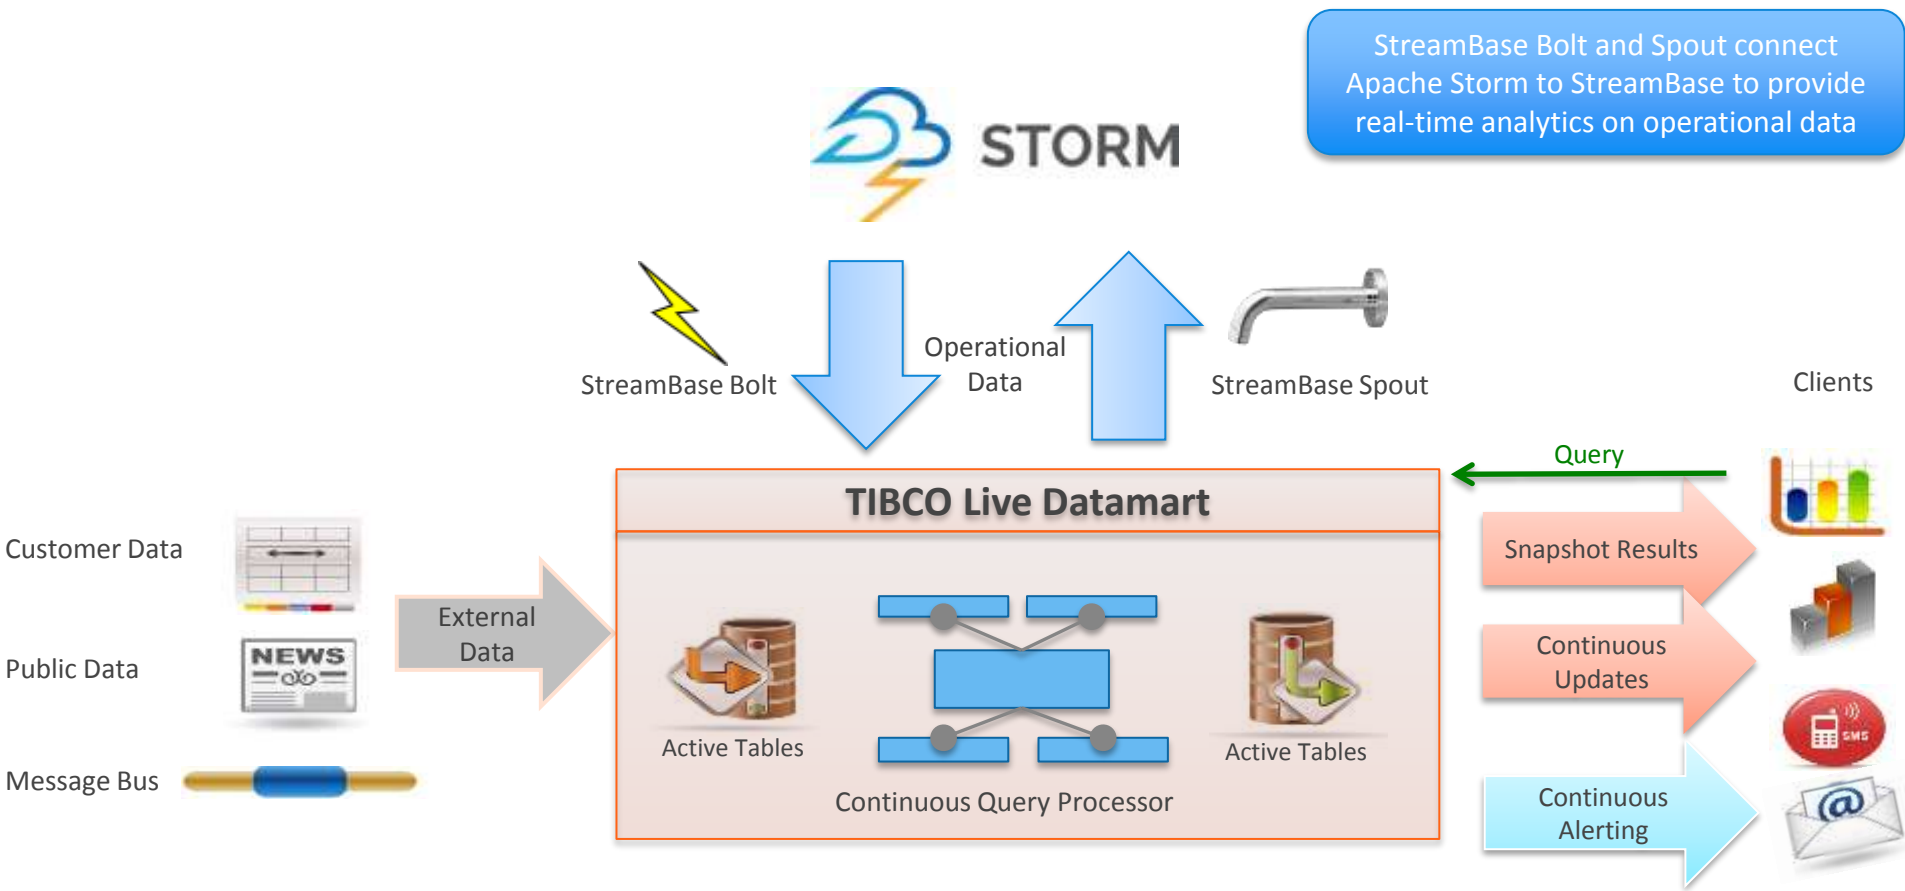 StreamBase Bolt and Spout connect
Apache Storm to StreamBase to provide
real-time analytics on operational data
STORM
StreamBase Bolt
Operational
Data
StreamBase Spout
Clients
Query
TIBCO Live Datamart
Customer Data
Public Data
NEWS
Message Bus
External
Data
Active Tables
Active Tables
Continuous Query Processor
Snapshot Results
Continuous
Updates
SMS
Continuous
Alerting
@